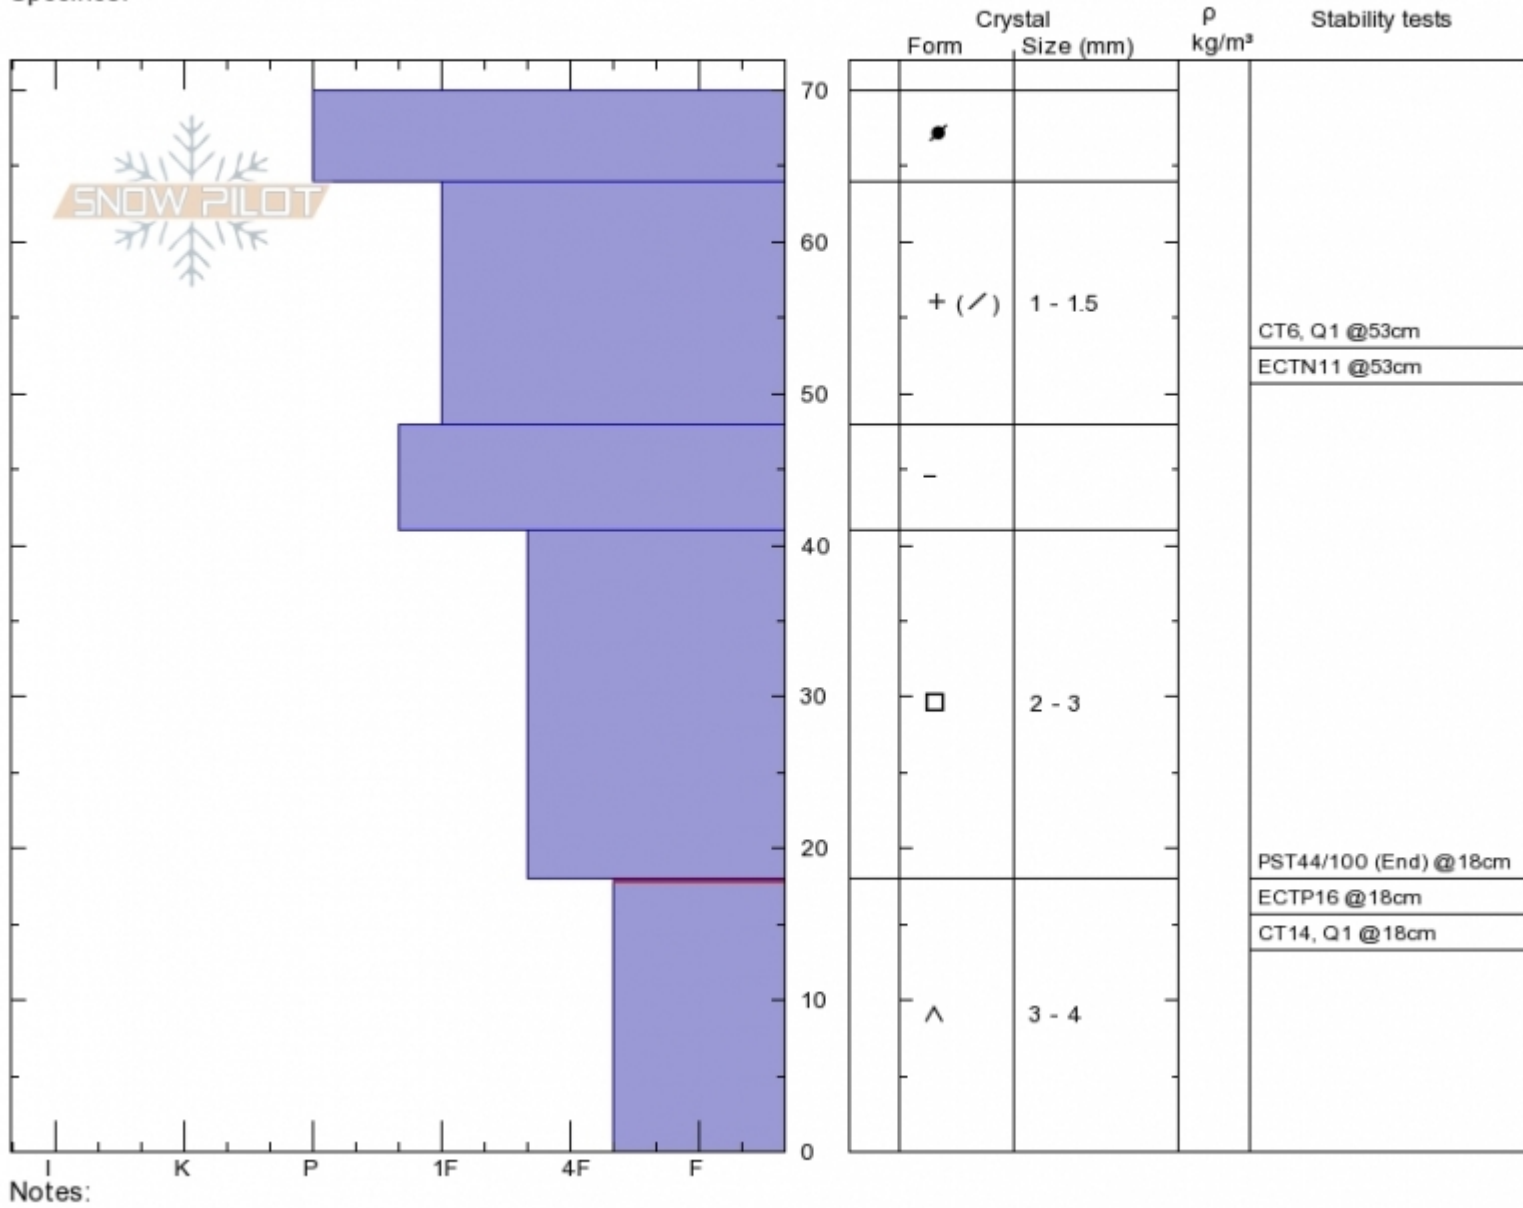 Crystal
ρ
Stability tests
Form
Size (mm)
kg/m³
70
SNOW PILOT
60
+ (∕)
1 - 1.5
CT6, Q1 @53cm
ECTN11 @53cm
50
-
40
30
2 - 3
20
PST44/100 (End) @18cm
ECTP16 @18cm
CT14, Q1 @18cm
10
3 - 4
0
I K P 1F 4F F
Notes: